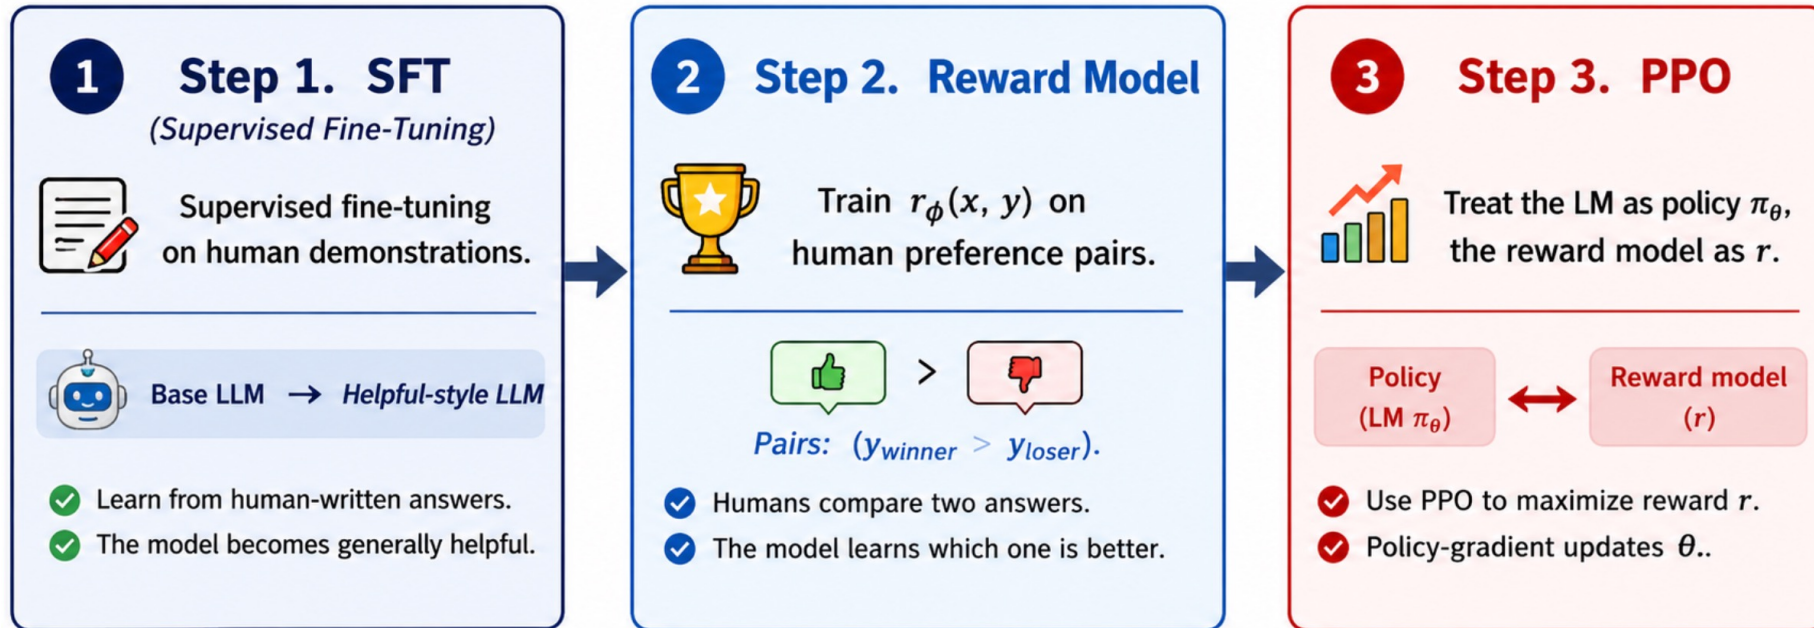 1
Step 1. SFT
(Supervised Fine-Tuning)
Supervised fine-tuning
on human demonstrations.
Base LLM → Helpful-style LLM
Learn from human-written answers.
The model becomes generally helpful.
2
Step 2. Reward Model
Train r_ϕ(x, y) on
human preference pairs.
>
Pairs: (y_winner > y_loser).
Humans compare two answers.
The model learns which one is better.
3
Step 3. PPO
Treat the LM as policy π_θ,
the reward model as r.
Policy
(LM π_θ)
Reward model
(r)
Use PPO to maximize reward r.
Policy-gradient updates θ..